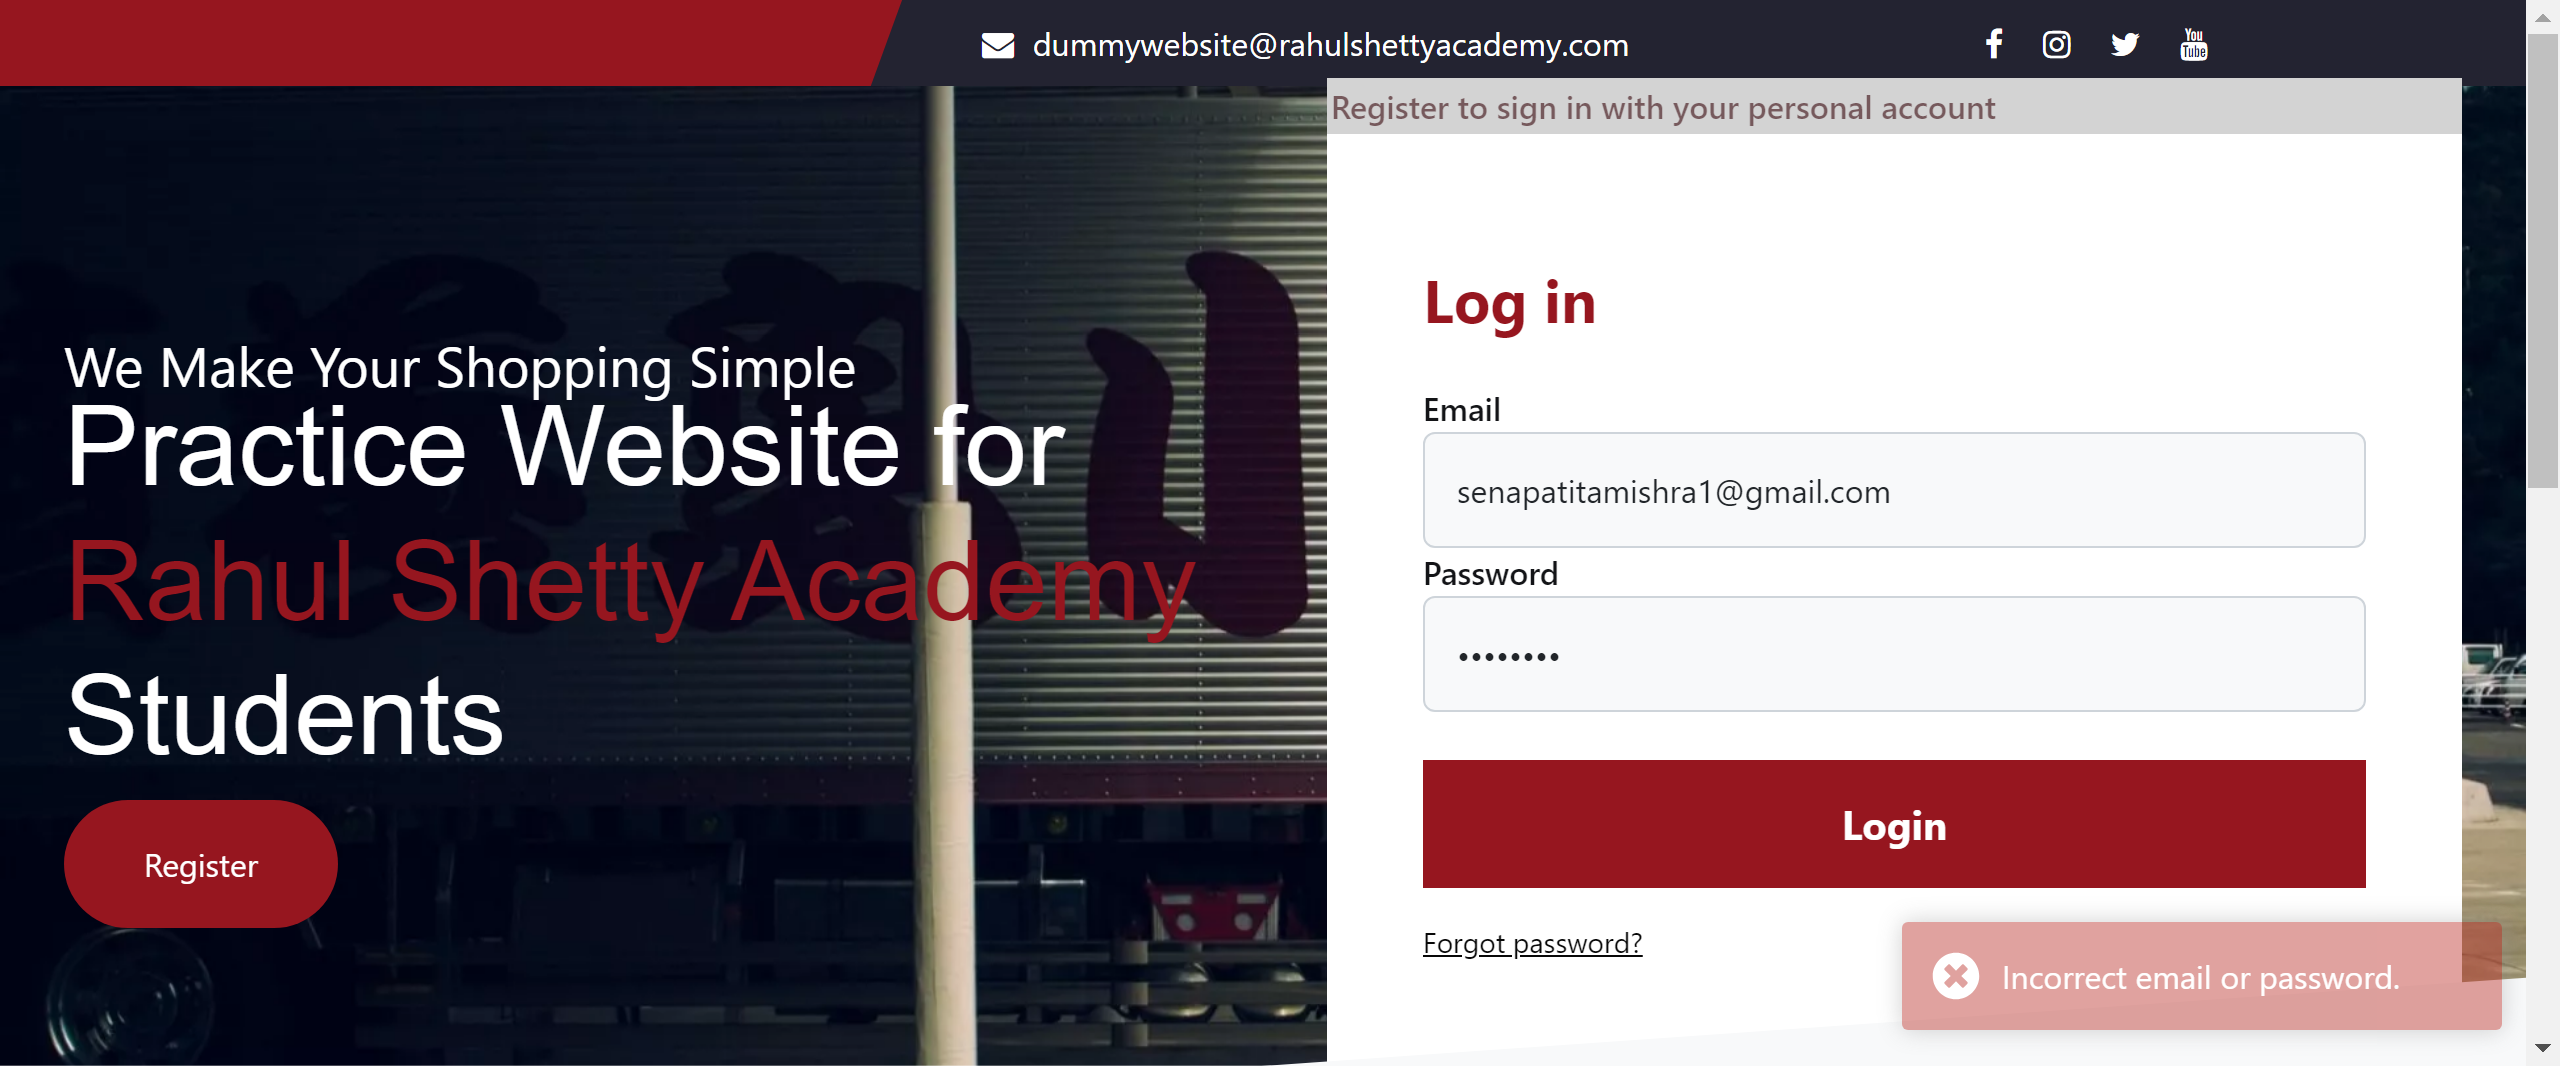 dummywebsite@rahulshettyacademy.com
You
Tube
Register to sign in with your personal account
We Make Your Shopping Simple
Practice Website for
Rahul Shetty Academy
Students
Register
Log in
Email
senapatitamishra1@gmail.com
Password
••••••••
Login
Forgot password?
Incorrect email or password.